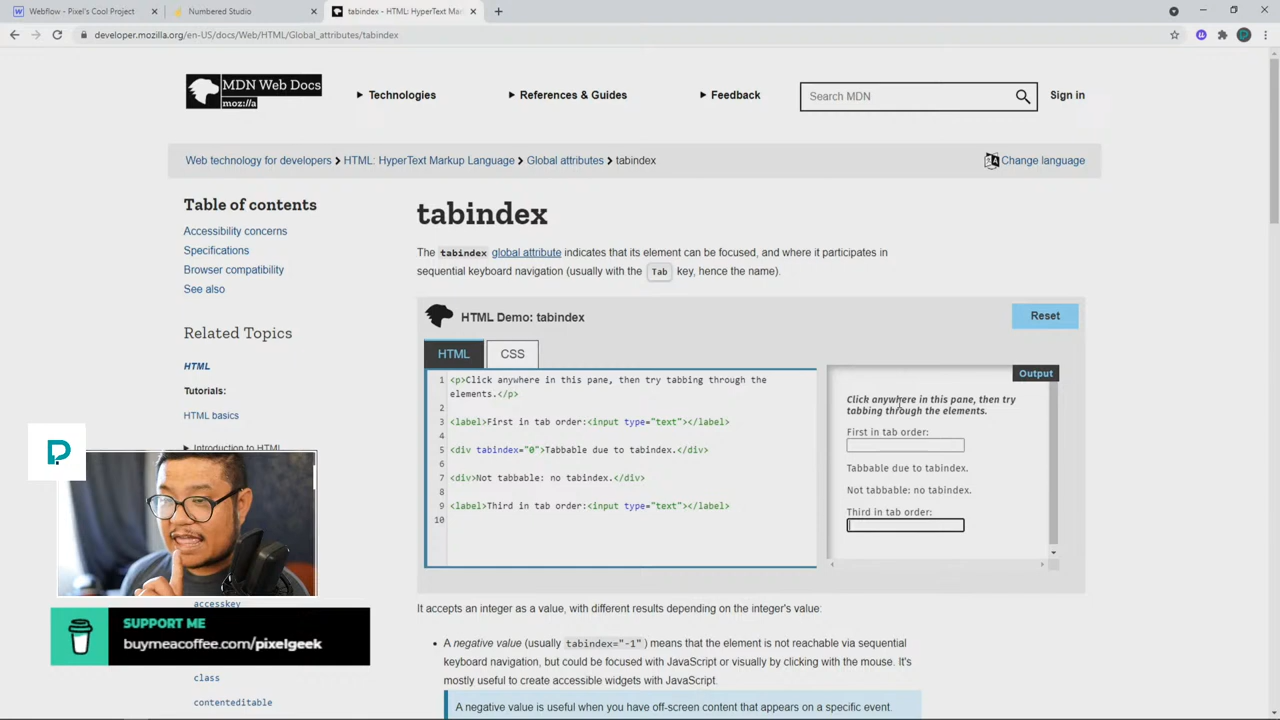 Webflow - Pixel's Cool Project
Numbered Studio
tabindex - HTML: HyperText Mar
developer.mozilla.org/en-US/docs/Web/HTML/Global_attributes/tabindex
MDN Web Docs
moz://a
Technologies
References & Guides
Feedback
Search MDN
Sign in
Web technology for developers
HTML: HyperText Markup Language
Global attributes
tabindex
Change language
Table of contents
Accessibility concerns
Specifications
Browser compatibility
See also
Related Topics
HTML
Tutorials:
HTML basics
Introduction to HTML
accesskey
class
contenteditable
SUPPORT ME
buymeacoffee.com/pixelgeek
tabindex
The tabindex global attribute indicates that its element can be focused, and where it participates in
sequential keyboard navigation (usually with the Tab key, hence the name).
HTML Demo: tabindex
Reset
HTML
CSS
1 <p>Click anywhere in this pane, then try tabbing through the
elements.</p>
2
3 <label>First in tab order:<input type="text"></label>
4
5 <div tabindex="0">Tabbable due to tabindex.</div>
6
7 <div>Not tabbable: no tabindex.</div>
8
9 <label>Third in tab order:<input type="text"></label>
10
Output
Click anywhere in this pane, then try
tabbing through the elements.
First in tab order:
Tabbable due to tabindex.
Not tabbable: no tabindex.
Third in tab order:
It accepts an integer as a value, with different results depending on the integer's value:
• A negative value (usually tabindex="-1") means that the element is not reachable via sequential
keyboard navigation, but could be focused with JavaScript or visually by clicking with the mouse. It's
mostly useful to create accessible widgets with JavaScript.
A negative value is useful when you have off-screen content that appears on a specific event.